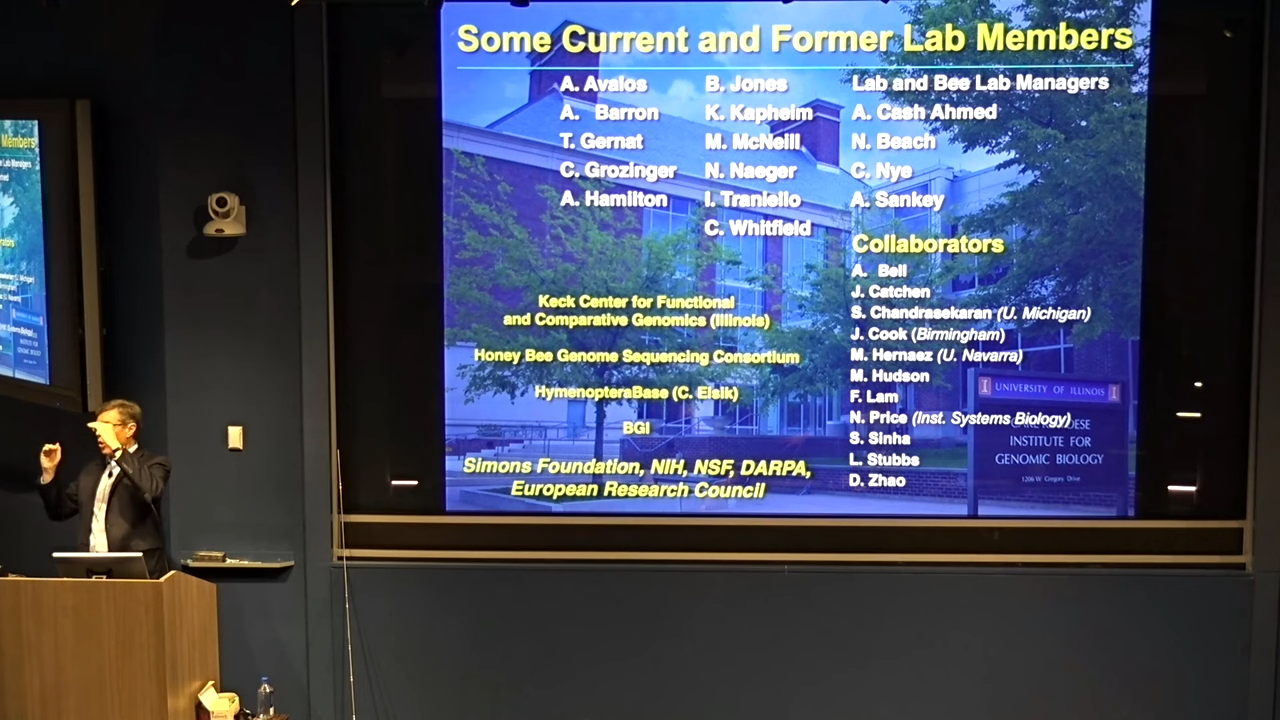 Some Current and Former Lab Members
A. Avalos
A. Barron
T. Gernat
C. Grozinger
A. Hamilton
B. Jones
K. Kapheim
M. McNeill
N. Naeger
I. Traniello
C. Whitfield
Lab and Bee Lab Managers
A. Cash Ahmed
N. Beach
C. Nye
A. Sankey
Collaborators
A. Bell
J. Catchen
S. Chandrasekaran (U. Michigan)
J. Cook (Birmingham)
M. Hernaez (U. Navarra)
M. Hudson
F. Lam
N. Price (Inst. Systems Biology)
S. Sinha
L. Stubbs
D. Zhao
Keck Center for Functional
and Comparative Genomics (Illinois)
Honey Bee Genome Sequencing Consortium
HymenopteraBase (C. Elsik)
BGI
Simons Foundation, NIH, NSF, DARPA,
European Research Council
UNIVERSITY OF ILLINOIS
INSTITUTE FOR
GENOMIC BIOLOGY
1206 W. Gregory Drive
Members